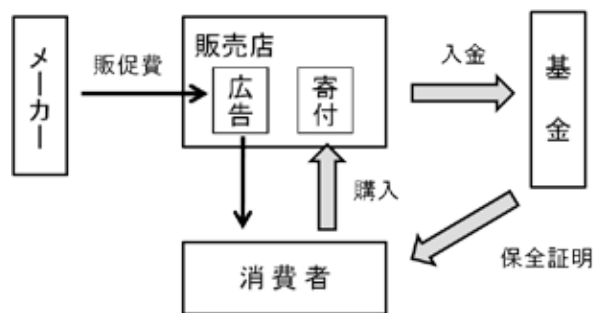 メーカー
販促費
販売店
広告
寄付
入金
基金
購入
保全証明
消費者